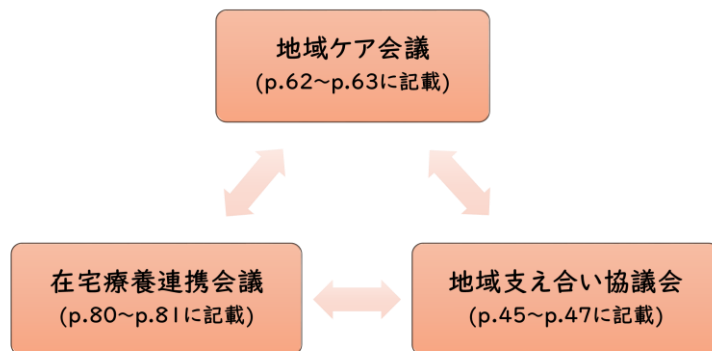 地域ケア会議
(p.62~p.63に記載)
在宅療養連携会議
(p.80~p.81に記載)
地域支え合い協議会
(p.45~p.47に記載)